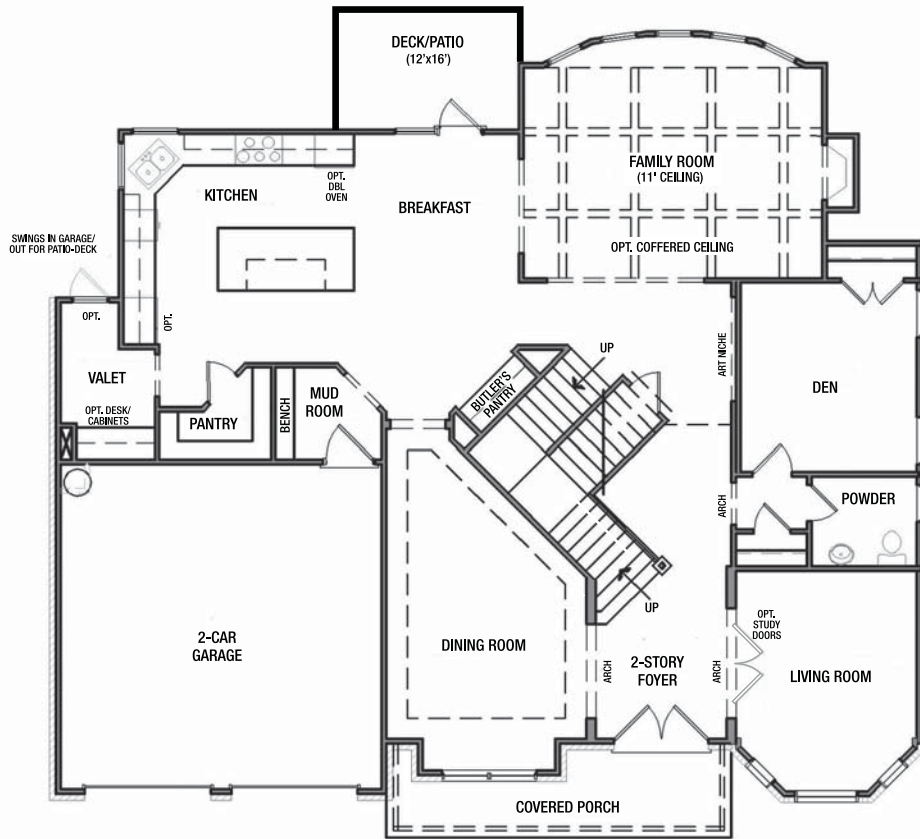 DECK/PATIO
(12'x16')
FAMILY ROOM
(11' CEILING)
OPT. COFFERED CEILING
KITCHEN
OPT.
DBL
OVEN
BREAKFAST
SWINGS IN GARAGE/
OUT FOR PATIO-DECK
OPT.
OPT.
VALET
OPT. DESK/
CABINETS
PANTRY
BENCH
MUD
ROOM
BUTLER'S
PANTRY
UP
ART NICHE
DEN
ARCH
POWDER
UP
2-CAR
GARAGE
DINING ROOM
ARCH
2-STORY
FOYER
ARCH
OPT.
STUDY
DOORS
LIVING ROOM
COVERED PORCH